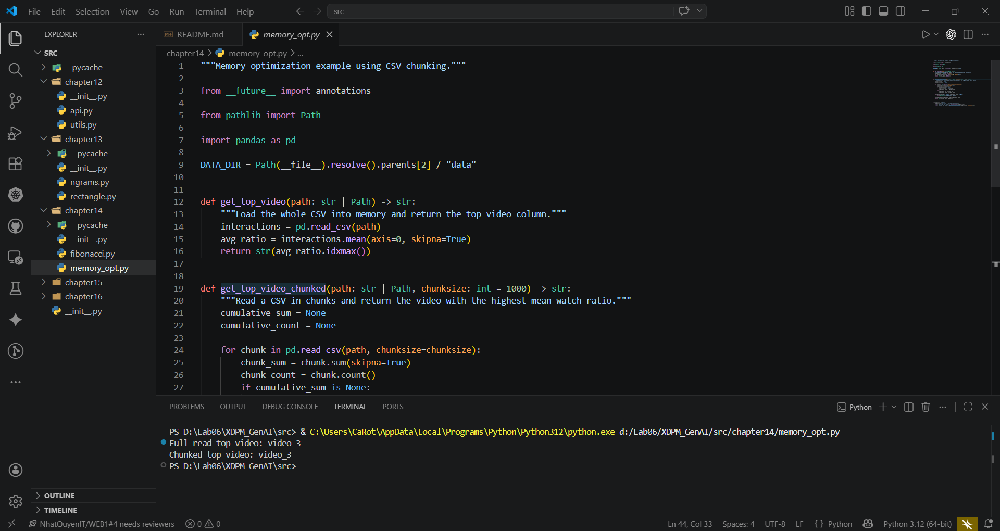 File Edit Selection View Go Run Terminal Help
src
EXPLORER
SRC
__pycache__
chapter12
__init__.py
api.py
utils.py
chapter13
__pycache__
__init__.py
ngrams.py
rectangle.py
chapter14
__pycache__
__init__.py
fibonacci.py
memory_opt.py
chapter15
chapter16
__init__.py
OUTLINE
TIMELINE
README.md
memory_opt.py
chapter14 > memory_opt.py > ...
1 """Memory optimization example using CSV chunking."""
2
3 from __future__ import annotations
4
5 from pathlib import Path
6
7 import pandas as pd
8
9 DATA_DIR = Path(__file__).resolve().parents[2] / "data"
10
11
12 def get_top_video(path: str | Path) -> str:
13     """Load the whole CSV into memory and return the top video column."""
14     interactions = pd.read_csv(path)
15     avg_ratio = interactions.mean(axis=0, skipna=True)
16     return str(avg_ratio.idxmax())
17
18
19 def get_top_video_chunked(path: str | Path, chunksize: int = 1000) -> str:
20     """Read a CSV in chunks and return the video with the highest mean watch ratio."""
21     cumulative_sum = None
22     cumulative_count = None
23
24     for chunk in pd.read_csv(path, chunksize=chunksize):
25         chunk_sum = chunk.sum(skipna=True)
26         chunk_count = chunk.count()
27         if cumulative_sum is None:
PROBLEMS OUTPUT DEBUG CONSOLE TERMINAL PORTS
Python
PS D:\Lab06\XDPM_GenAI\src> & C:\Users\CaRot\AppData\Local\Programs\Python\Python312\python.exe d:/Lab06/XDPM_GenAI/src/chapter14/memory_opt.py
Full read top video: video_3
Chunked top video: video_3
PS D:\Lab06\XDPM_GenAI\src>
NhatQuyenIT/WEB1#4 needs reviewers 0 0 Ln 44, Col 33 Spaces: 4 UTF-8 LF { } Python Python 3.12 (64-bit)